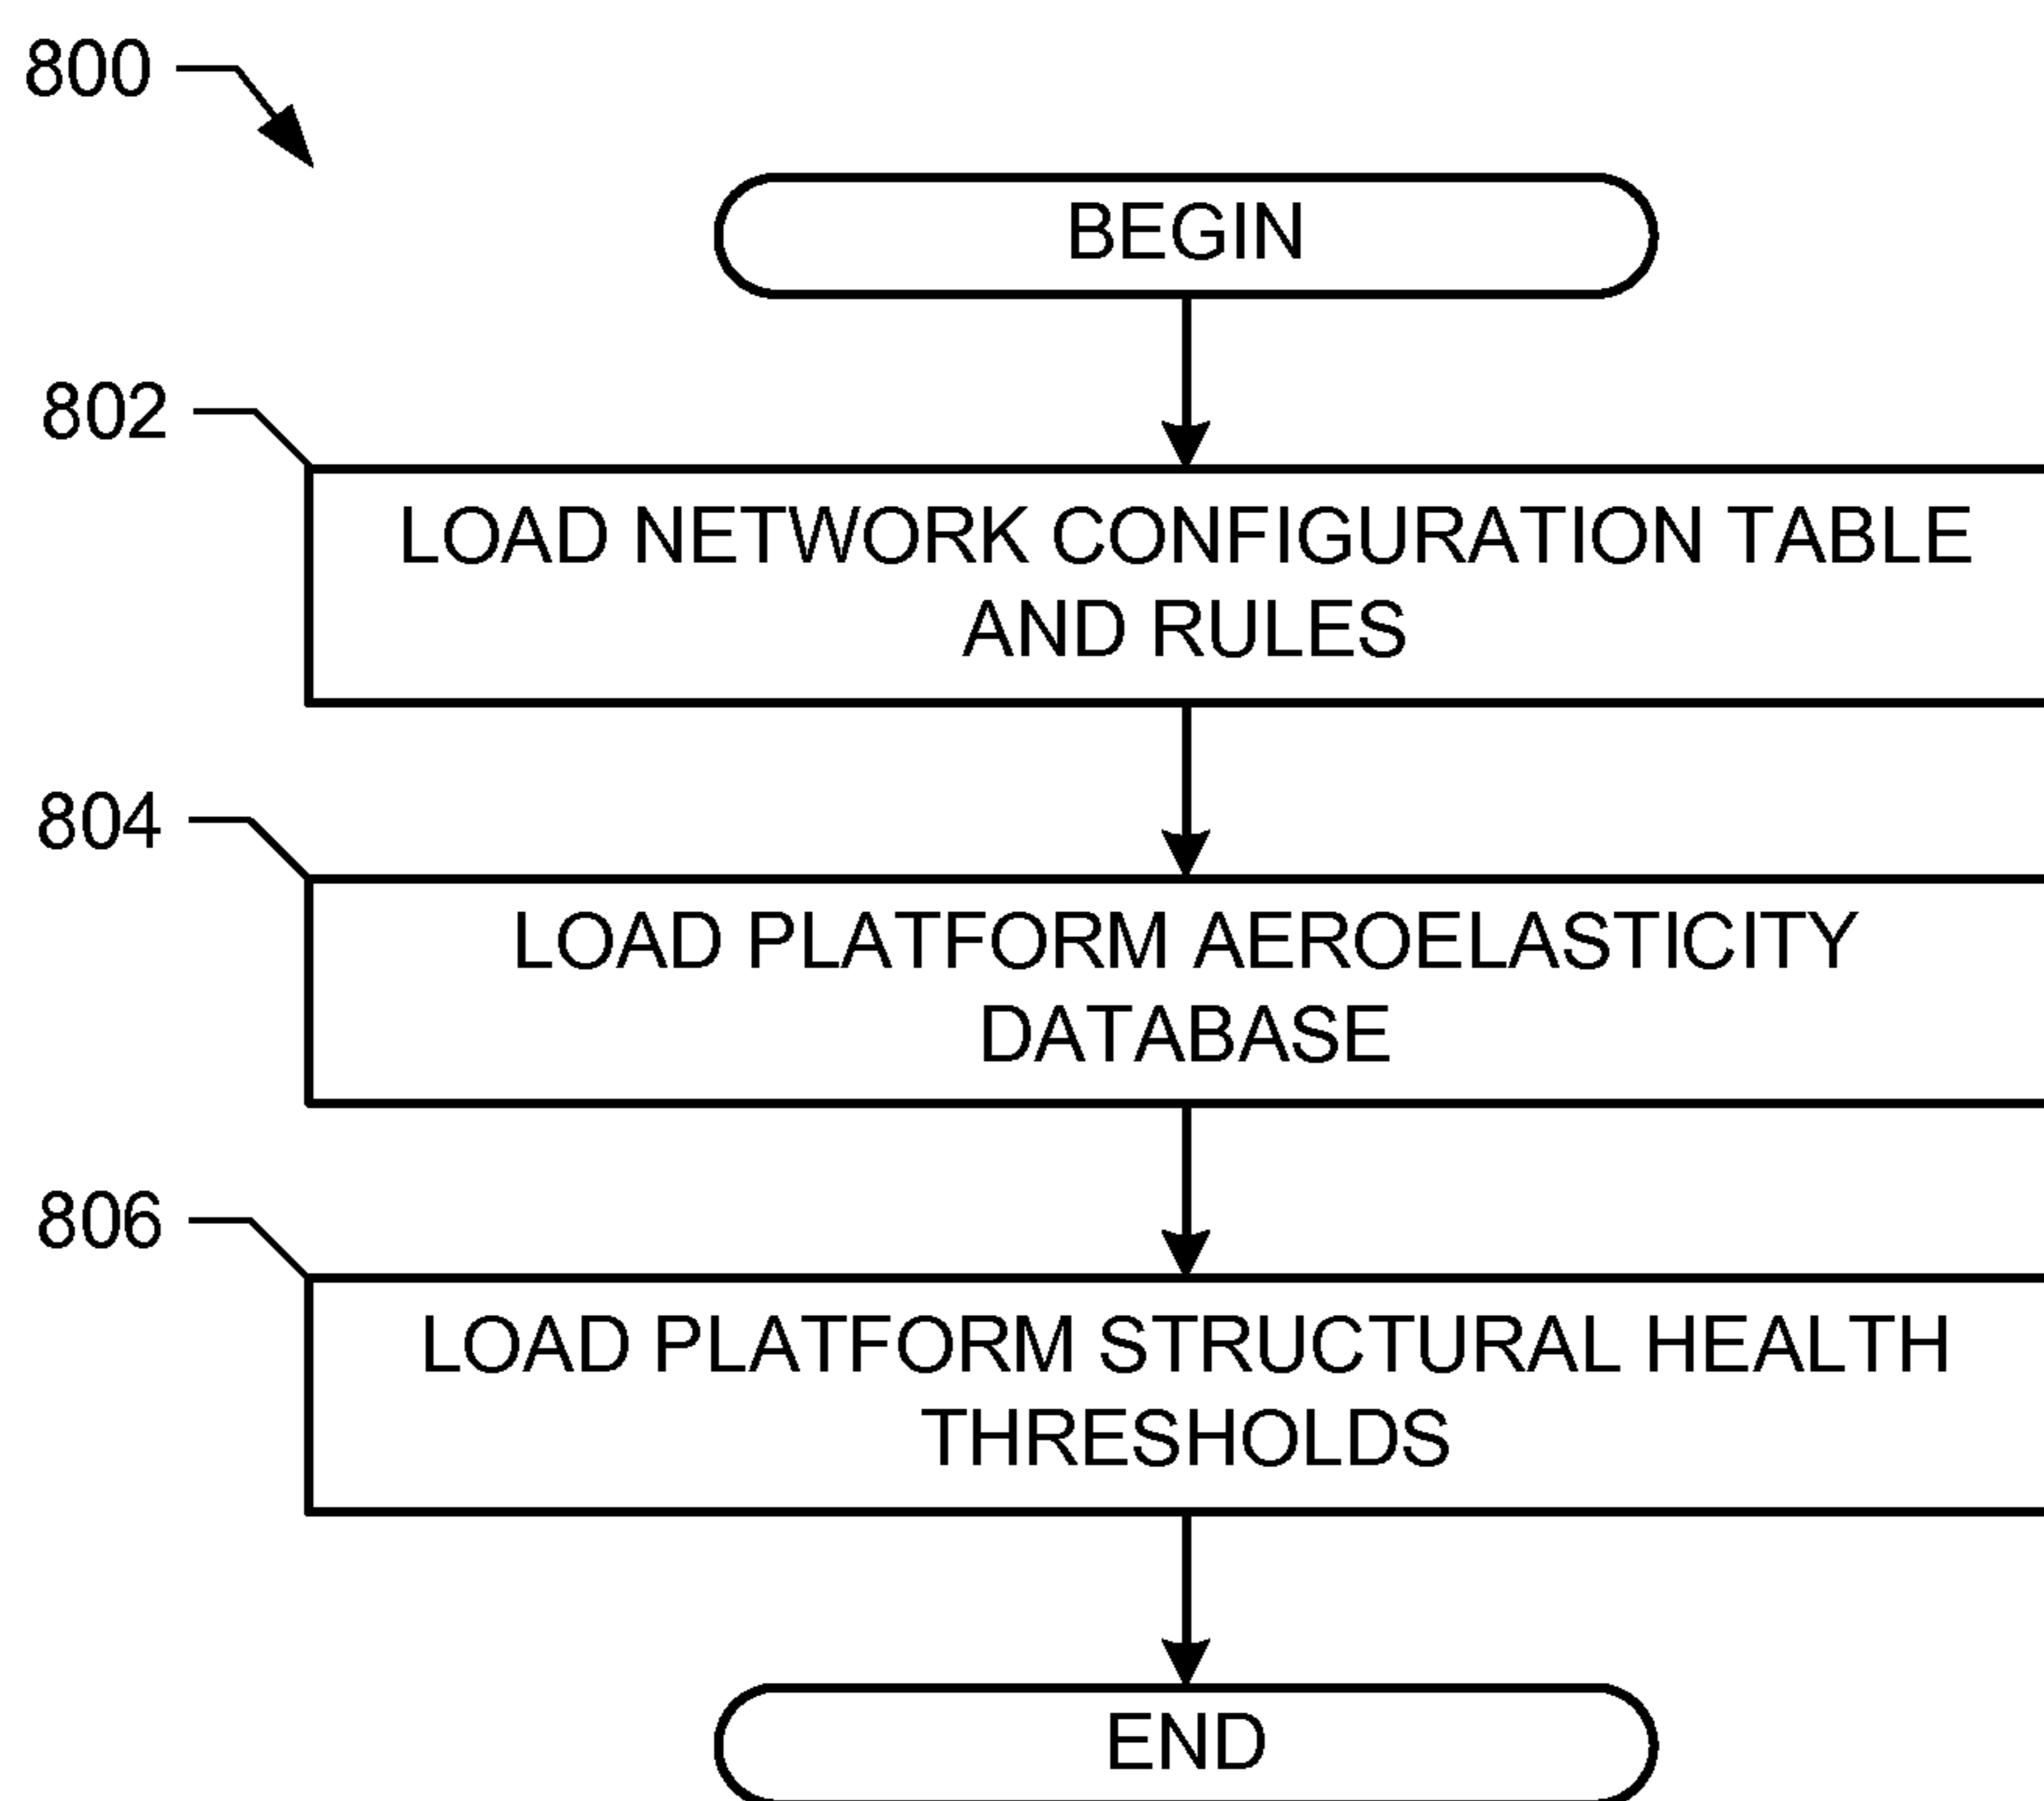 800
BEGIN
802
LOAD NETWORK CONFIGURATION TABLE
AND RULES
804
LOAD PLATFORM AEROELASTICITY
DATABASE
806
LOAD PLATFORM STRUCTURAL HEALTH
THRESHOLDS
END